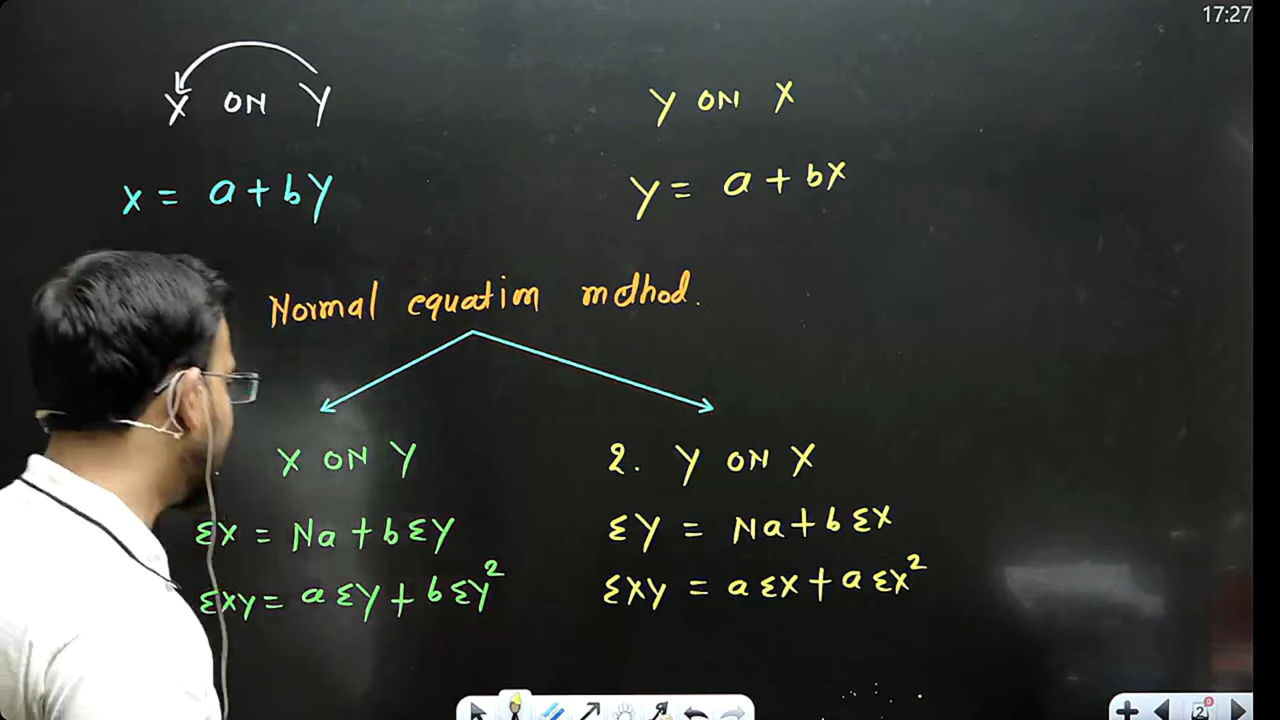 17:27
X ON Y
Y ON X
X = a + bY
Y = a + bX
Normal equation method.
X ON Y
2. Y ON X
ΣX = Na + bΣY
ΣY = Na + bΣX
ΣXY = aΣY + bΣY²
ΣXY = aΣX + aΣX²
2